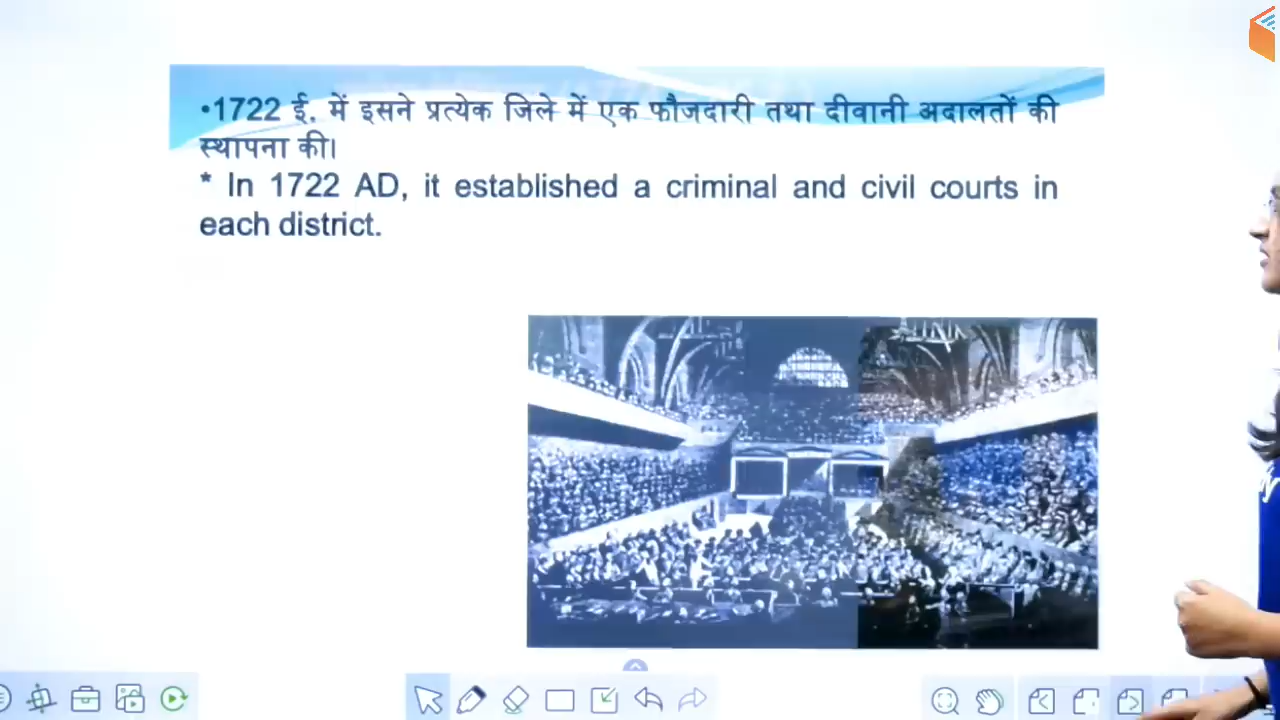 •1722 ई. में इसने प्रत्येक जिले में एक फौजदारी तथा दीवानी अदालतों की
स्थापना की।
* In 1722 AD, it established a criminal and civil courts in
each district.